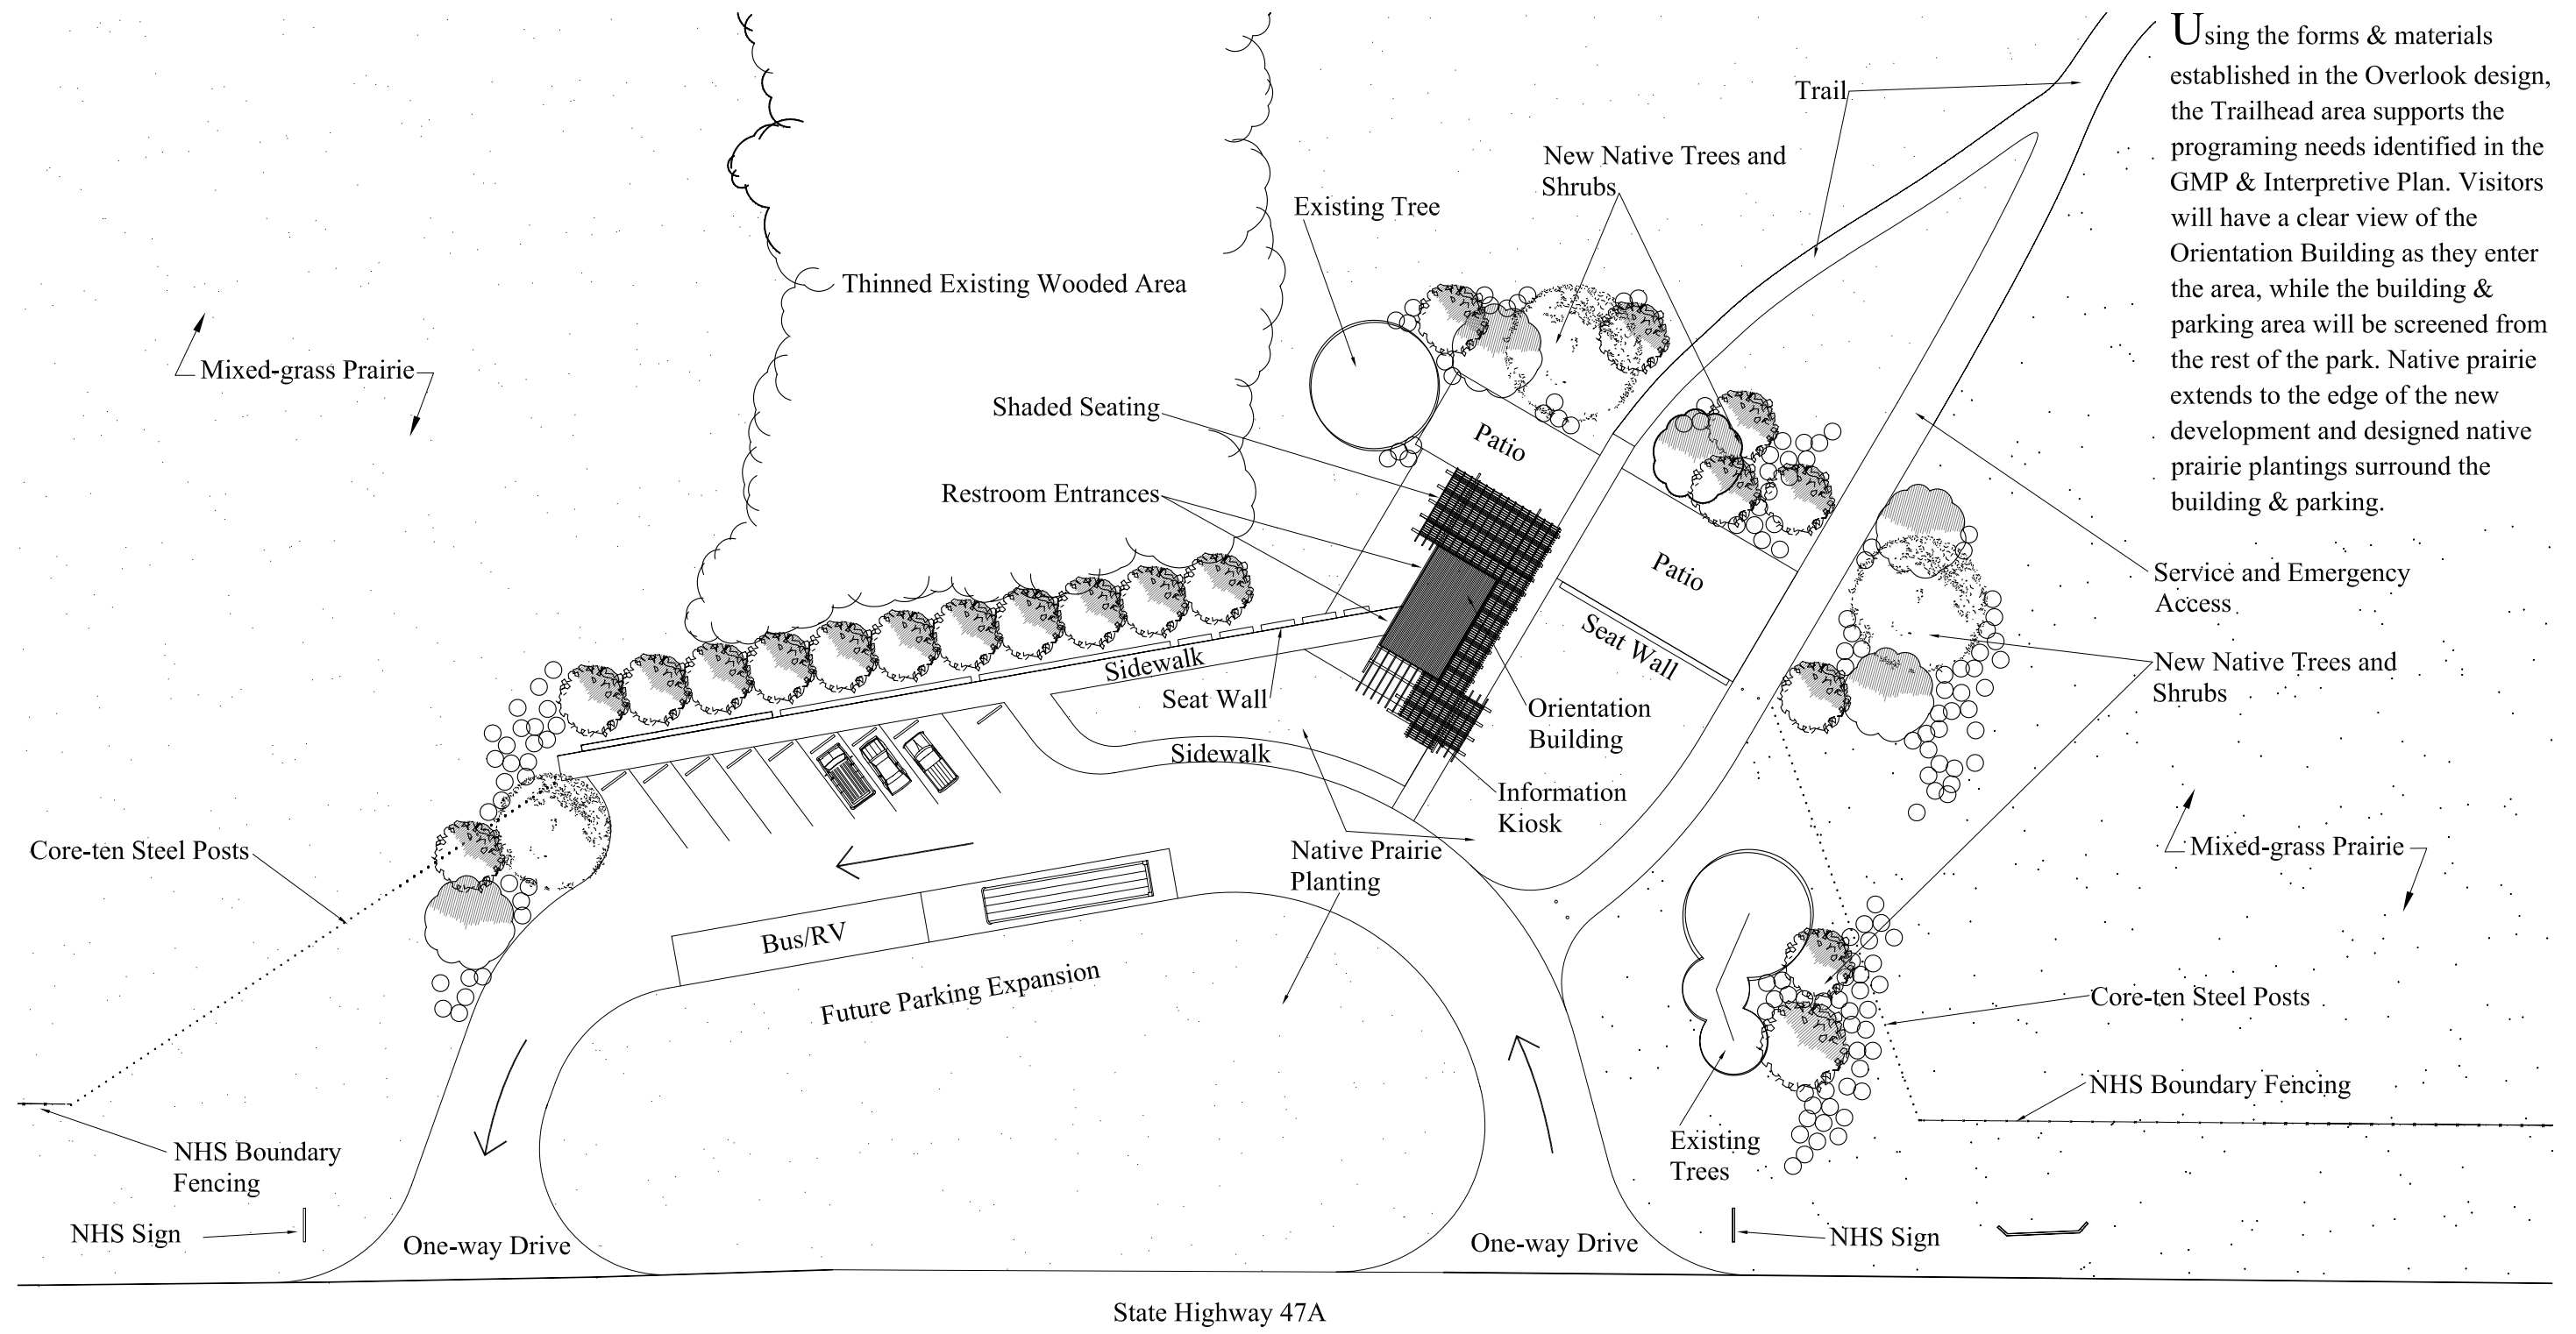 Using the forms & materials
established in the Overlook design,
the Trailhead area supports the
programing needs identified in the
GMP & Interpretive Plan. Visitors
will have a clear view of the
Orientation Building as they enter
the area, while the building &
parking area will be screened from
the rest of the park. Native prairie
extends to the edge of the new
development and designed native
prairie plantings surround the
building & parking.
Trail
New Native Trees and
Shrubs
Existing Tree
Thinned Existing Wooded Area
Mixed-grass Prairie
Shaded Seating
Patio
Restroom Entrances
Patio
Service and Emergency
Access
Seat Wall
Sidewalk
New Native Trees and
Shrubs
Seat Wall
Orientation
Building
Sidewalk
Information
Kiosk
Core-ten Steel Posts
Native Prairie
Planting
Mixed-grass Prairie
Bus/RV
Future Parking Expansion
Core-ten Steel Posts
NHS Boundary Fencing
Existing
Trees
NHS Boundary
Fencing
NHS Sign
One-way Drive
One-way Drive
NHS Sign
State Highway 47A